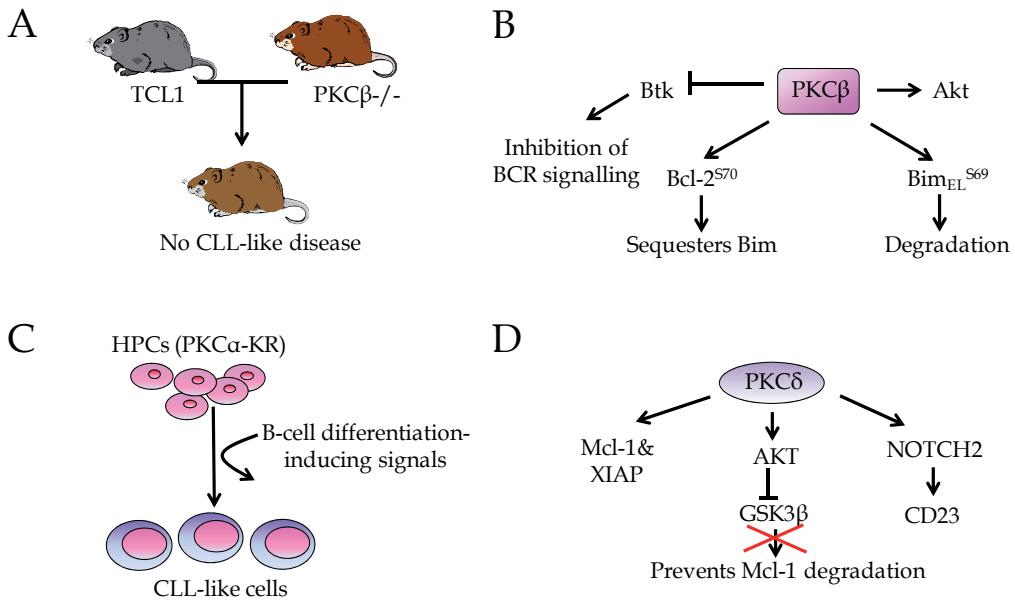 A
TCL1
PKCβ-/-
No CLL-like disease
B
Btk
PKCβ
Akt
Inhibition of
BCR signalling
Bcl-2S70
BimELS69
Sequesters Bim
Degradation
C
HPCs (PKCα-KR)
B-cell differentiation-
inducing signals
CLL-like cells
D
PKCδ
Mcl-1&
XIAP
AKT
NOTCH2
GSK3β
CD23
Prevents Mcl-1 degradation